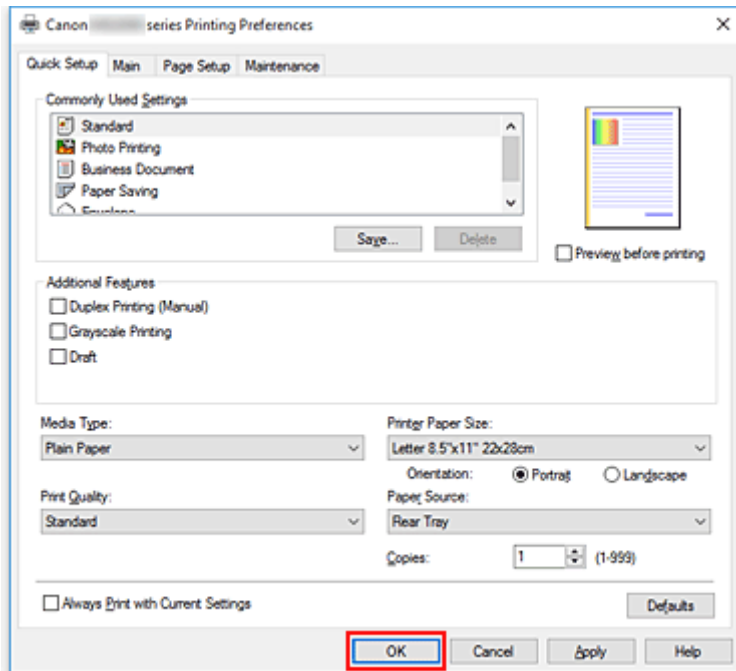 Canon series Printing Preferences
Quick Setup Main Page Setup Maintenance
Commonly Used Settings
Standard
Photo Printing
Business Document
Paper Saving
Envelope
Save... Delete
Preview before printing
Additional Features
Duplex Printing (Manual)
Grayscale Printing
Draft
Media Type: Printer Paper Size:
Plain Paper Letter 8.5"x11" 22x28cm
Orientation: Portrait Landscape
Print Quality: Paper Source:
Standard Rear Tray
Copies: 1 (1-999)
Always Print with Current Settings Defaults
OK Cancel Apply Help